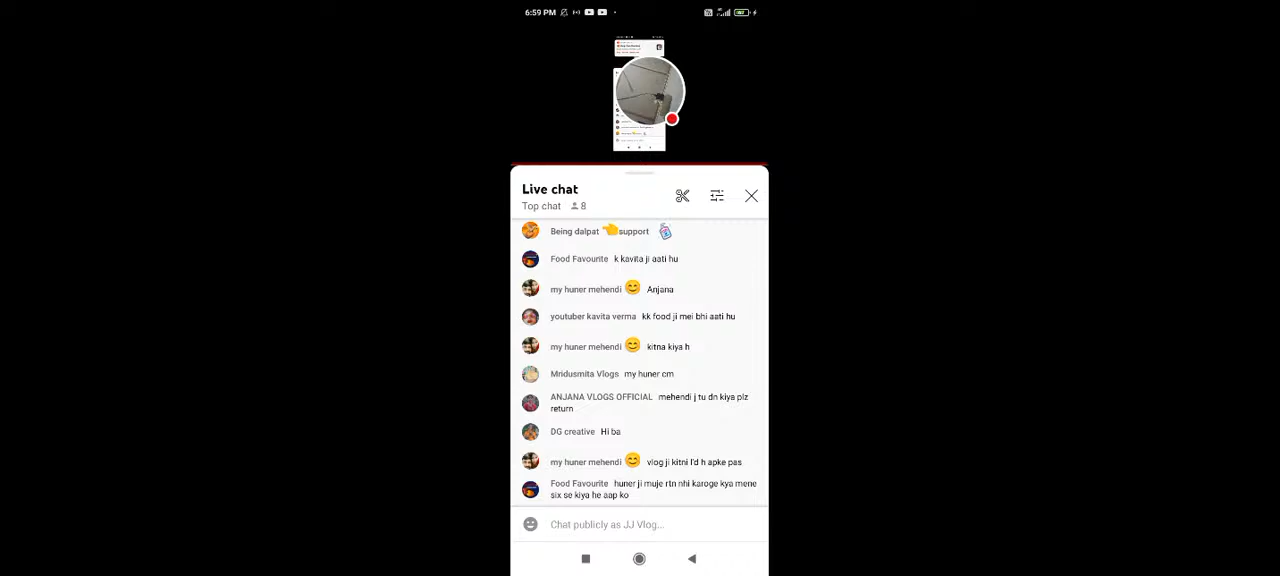 6:59 PM
Live chat
Top chat 8
Being dalpat 👈support
Food Favourite k kavita ji aati hu
my huner mehendi 😊 Anjana
youtuber kavita verma kk food ji mei bhi aati hu
my huner mehendi 😊 kitna kiya h
Mridusmita Vlogs my huner cm
ANJANA VLOGS OFFICIAL mehendi j tu dn kiya plz
return
DG creative Hi ba
my huner mehendi 😊 vlog ji kitni I'd h apke pas
Food Favourite huner ji muje rtn nhi karoge kya mene
six se kiya he aap ko
Chat publicly as JJ Vlog...